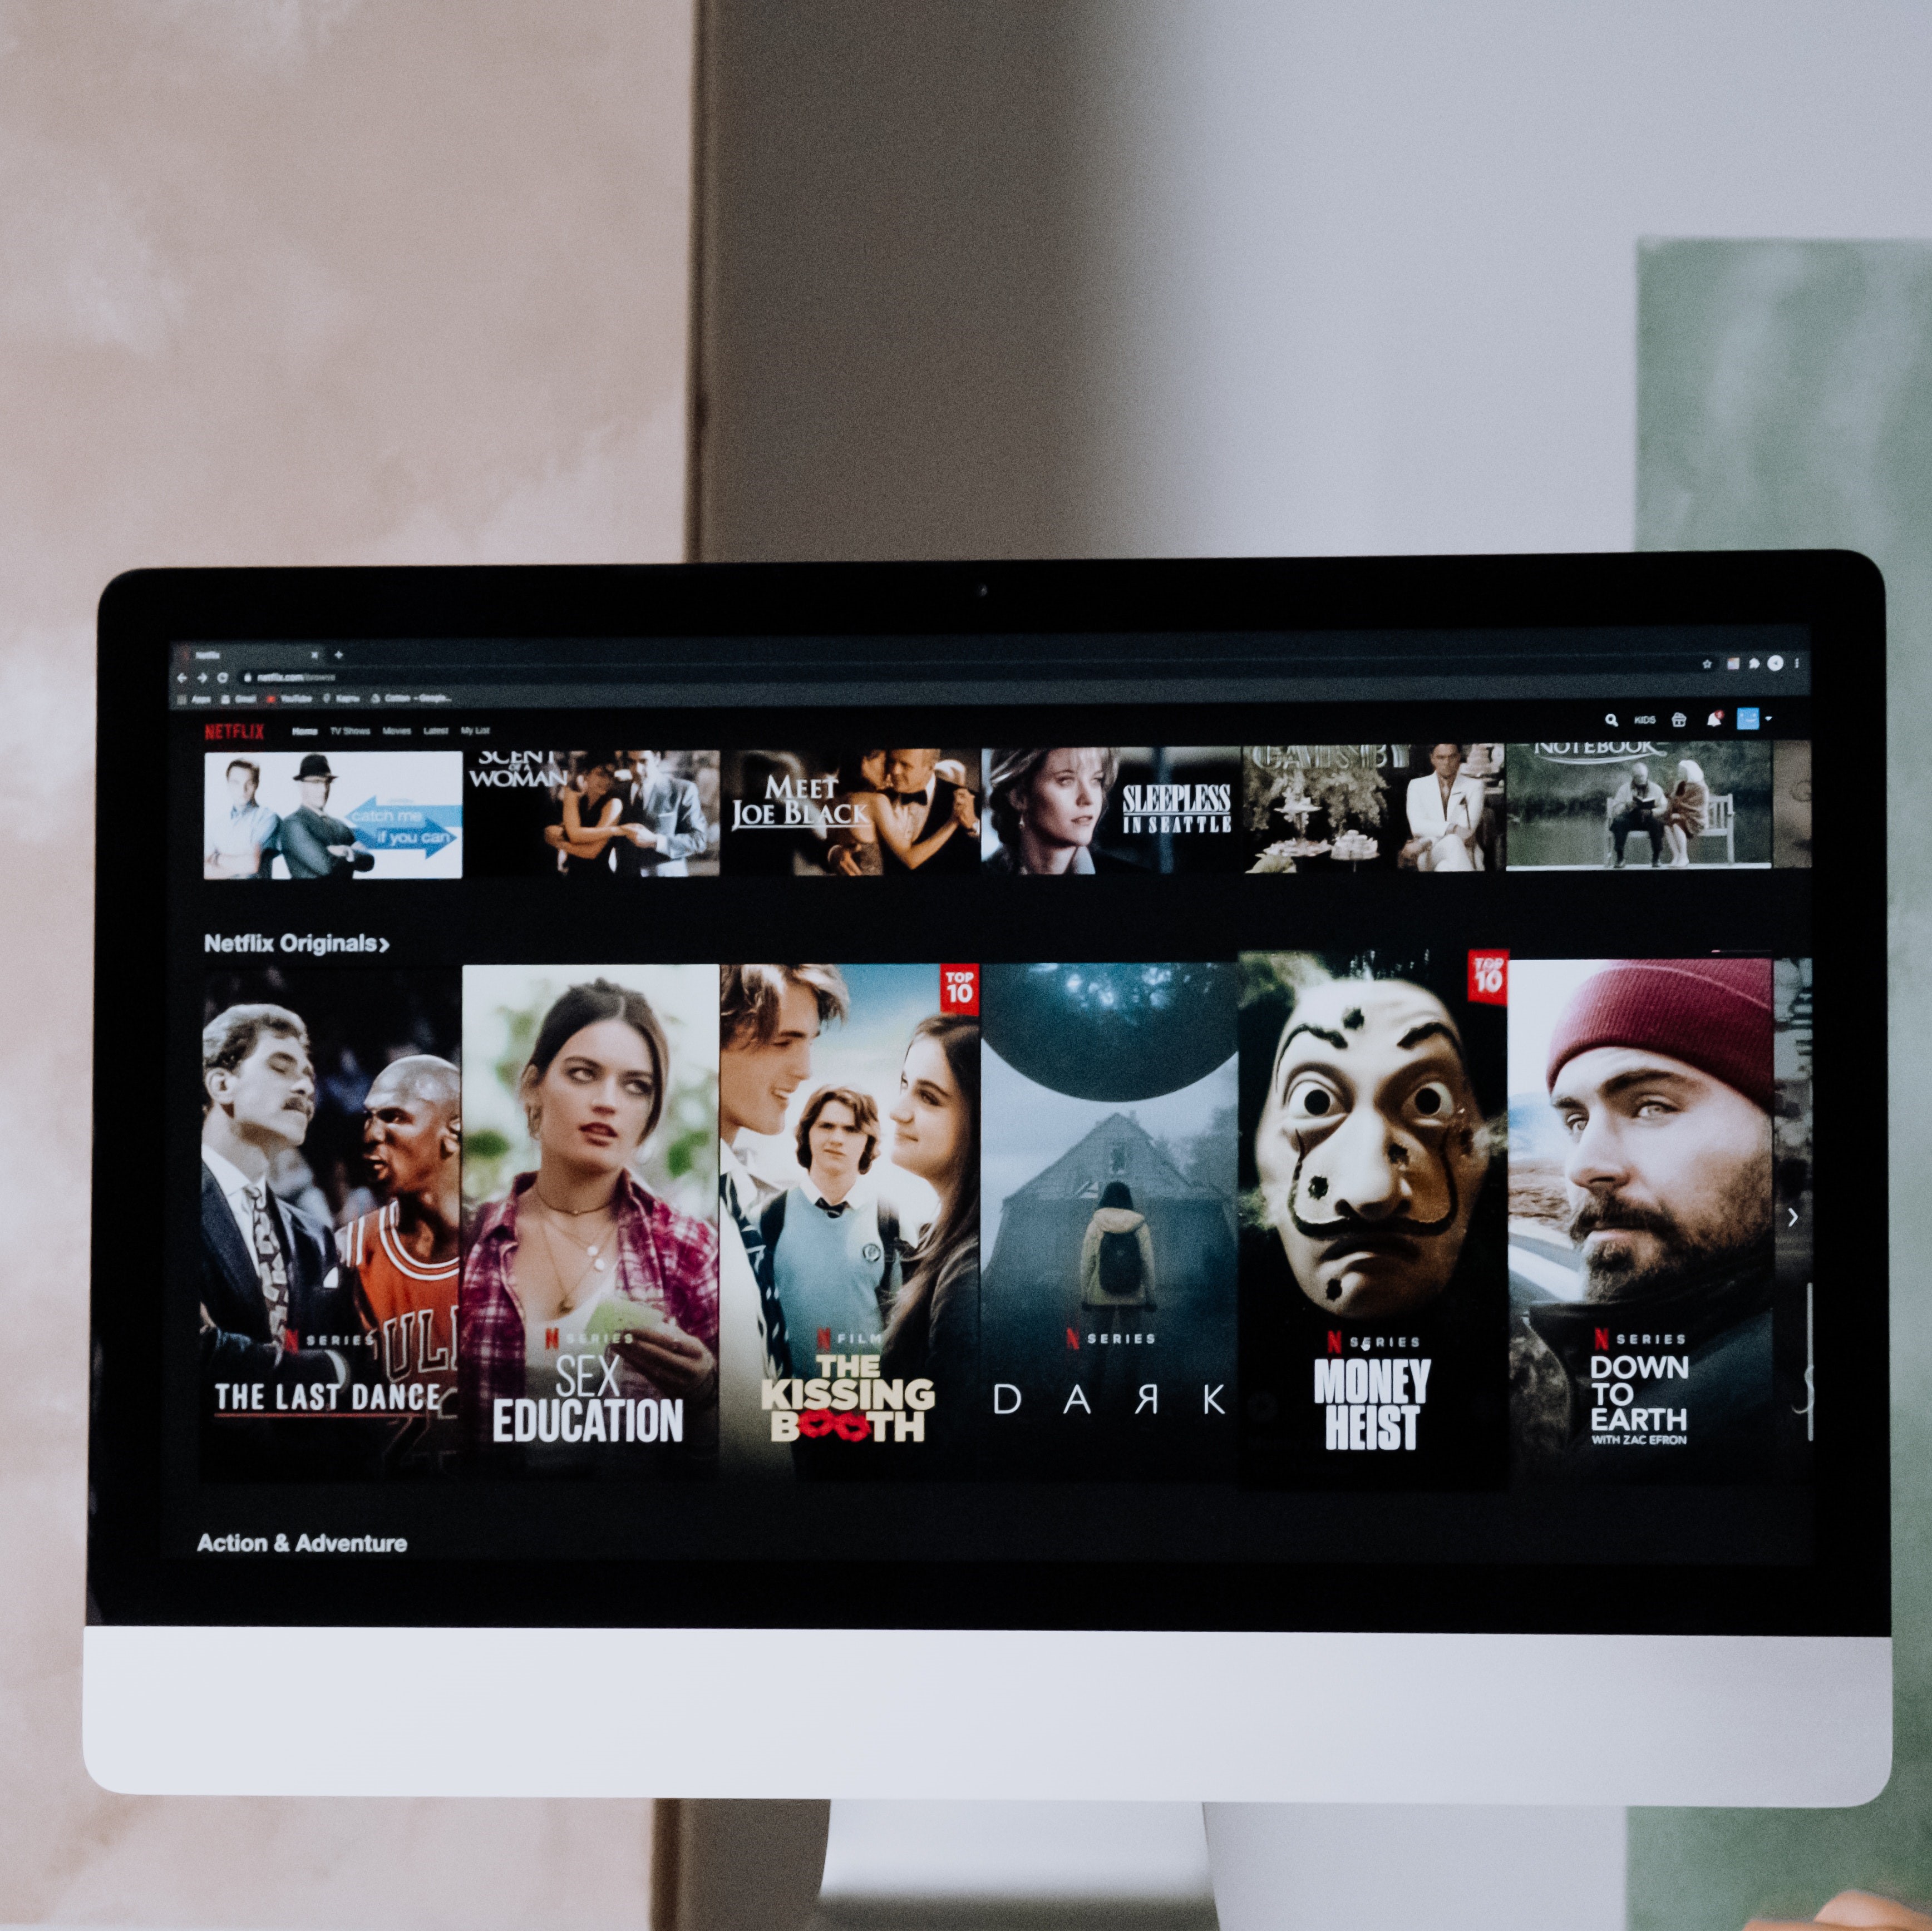 Netflix
netflix.com/browse
Apps Gmail YouTube Cotton - Google...
NETFLIX Home TV Shows Movies Latest My List KIDS
catch me
if you can
SCENT
OF A
WOMAN
MEET
JOE BLACK
SLEEPLESS
IN SEATTLE
GATSBY
NOTEBOOK
Netflix Originals
N SERIES
THE LAST DANCE
N SERIES
SEX
EDUCATION
TOP
10
N FILM
THE
KISSING
BOOTH
N SERIES
DARK
TOP
10
N SERIES
MONEY
HEIST
N SERIES
DOWN
TO
EARTH
WITH ZAC EFRON
Action & Adventure